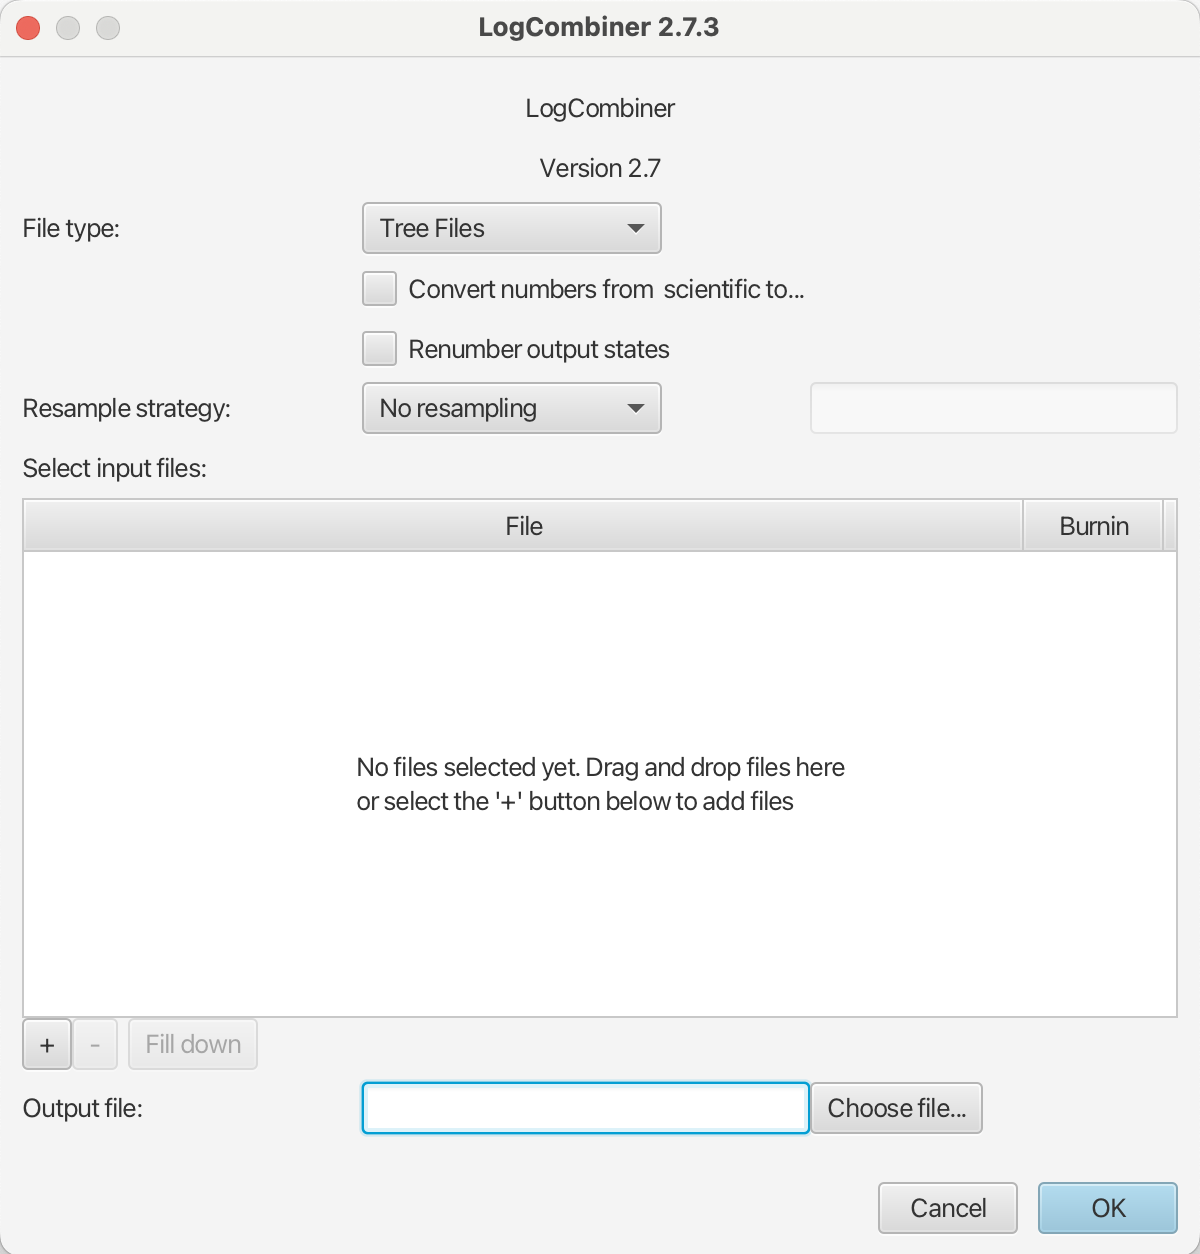 LogCombiner 2.7.3
LogCombiner
Version 2.7
File type:
Tree Files
Convert numbers from  scientific to...
Renumber output states
Resample strategy:
No resampling
Select input files:
File
Burnin
No files selected yet. Drag and drop files here
or select the '+' button below to add files
+
-
Fill down
Output file:
Choose file...
Cancel
OK